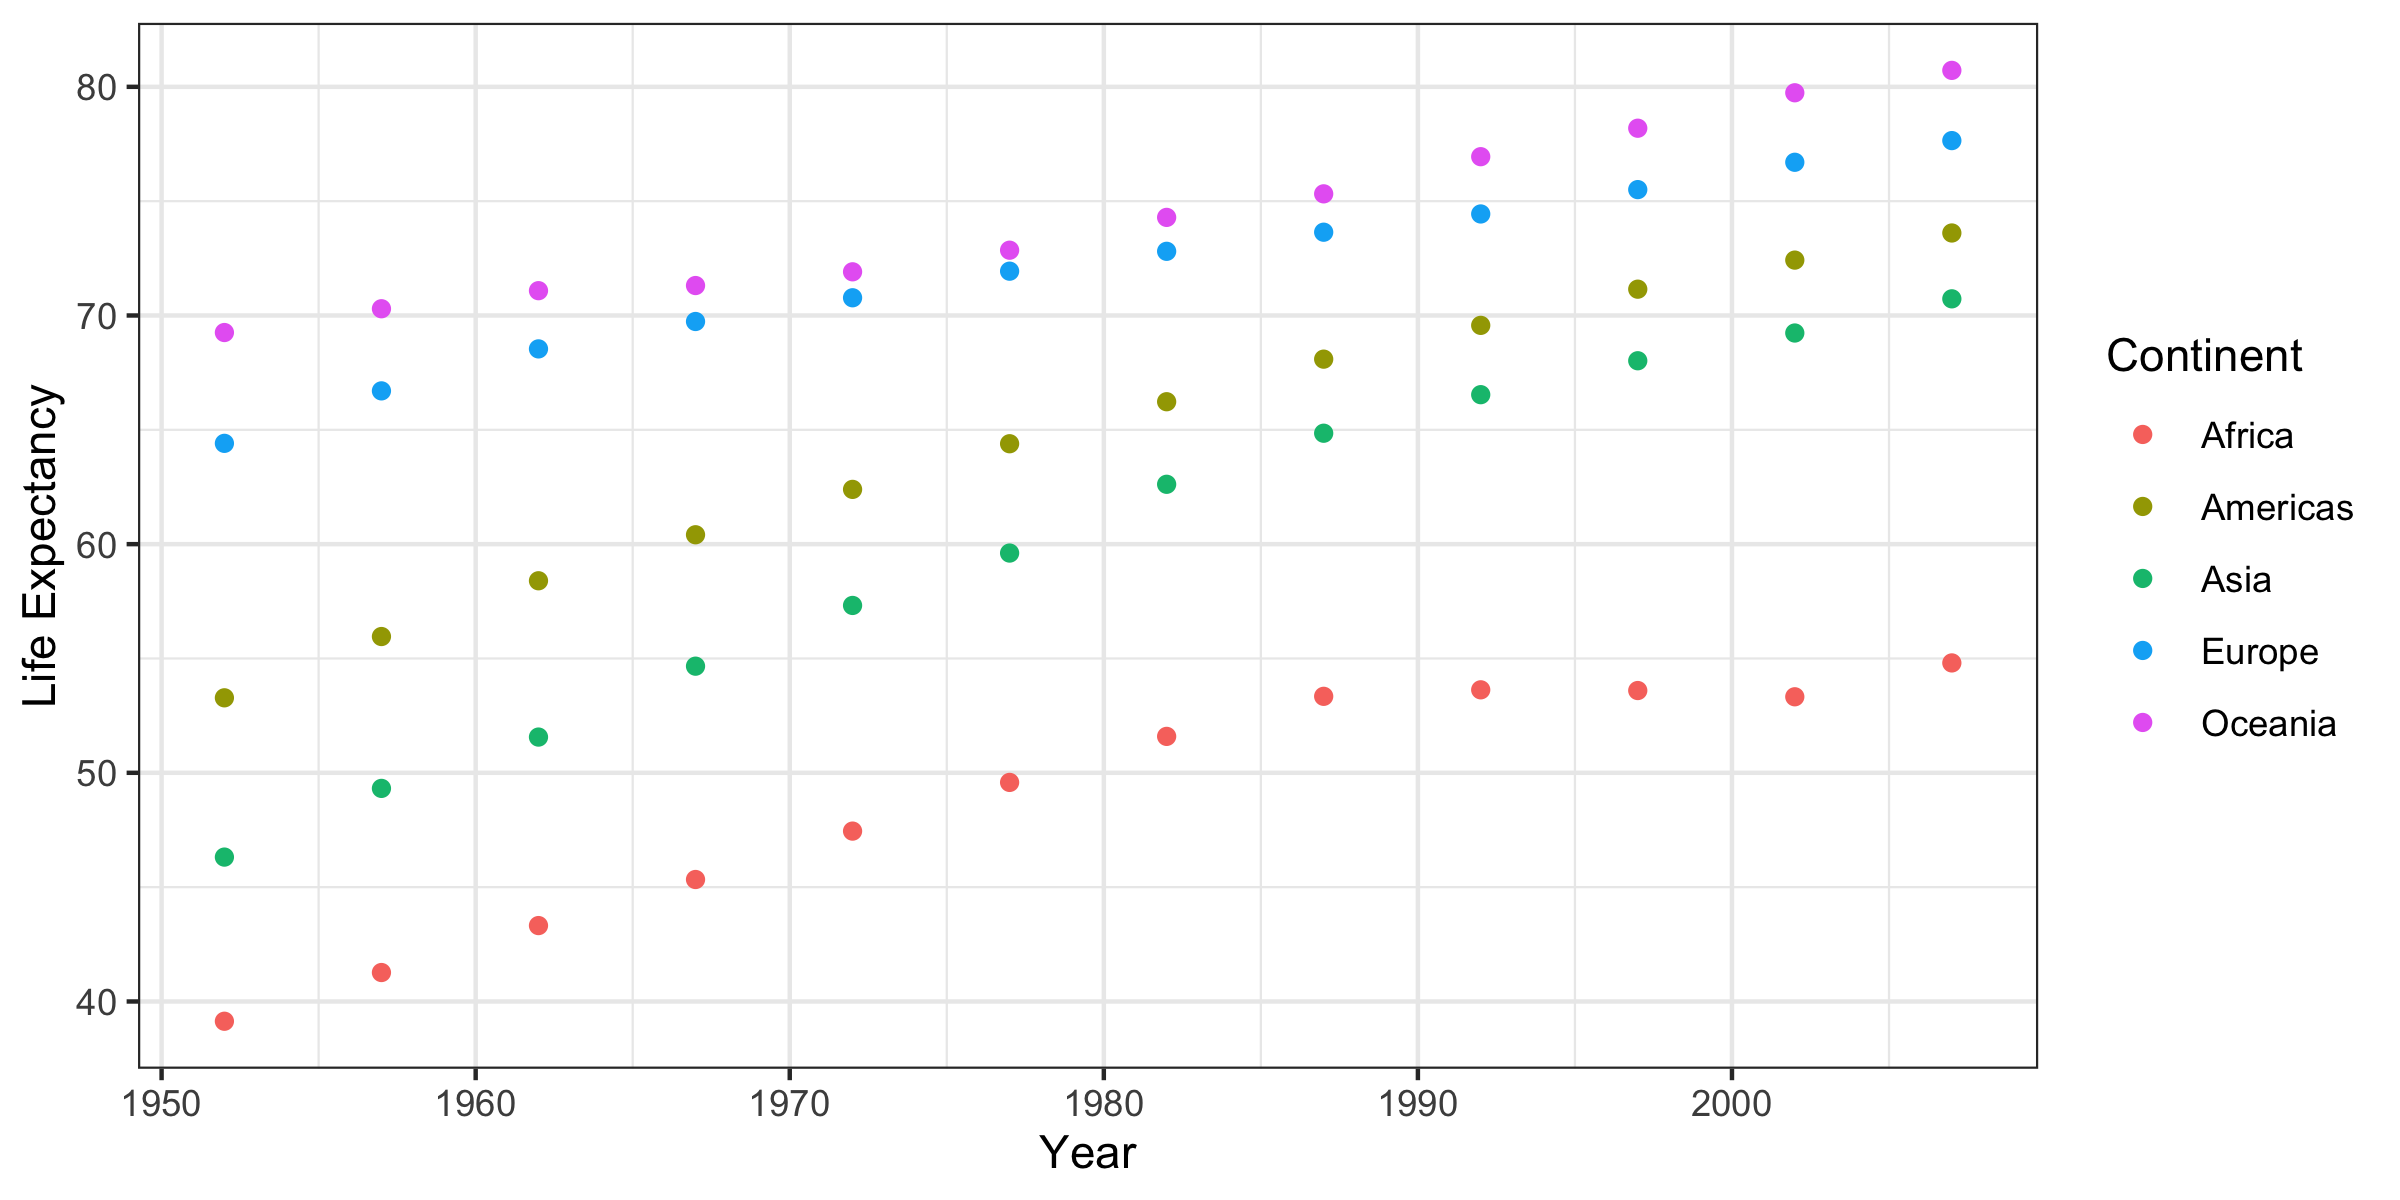 80
70
60
50
40
Life Expectancy
1950 1960 1970 1980 1990 2000
Year
Continent
Africa
Americas
Asia
Europe
Oceania